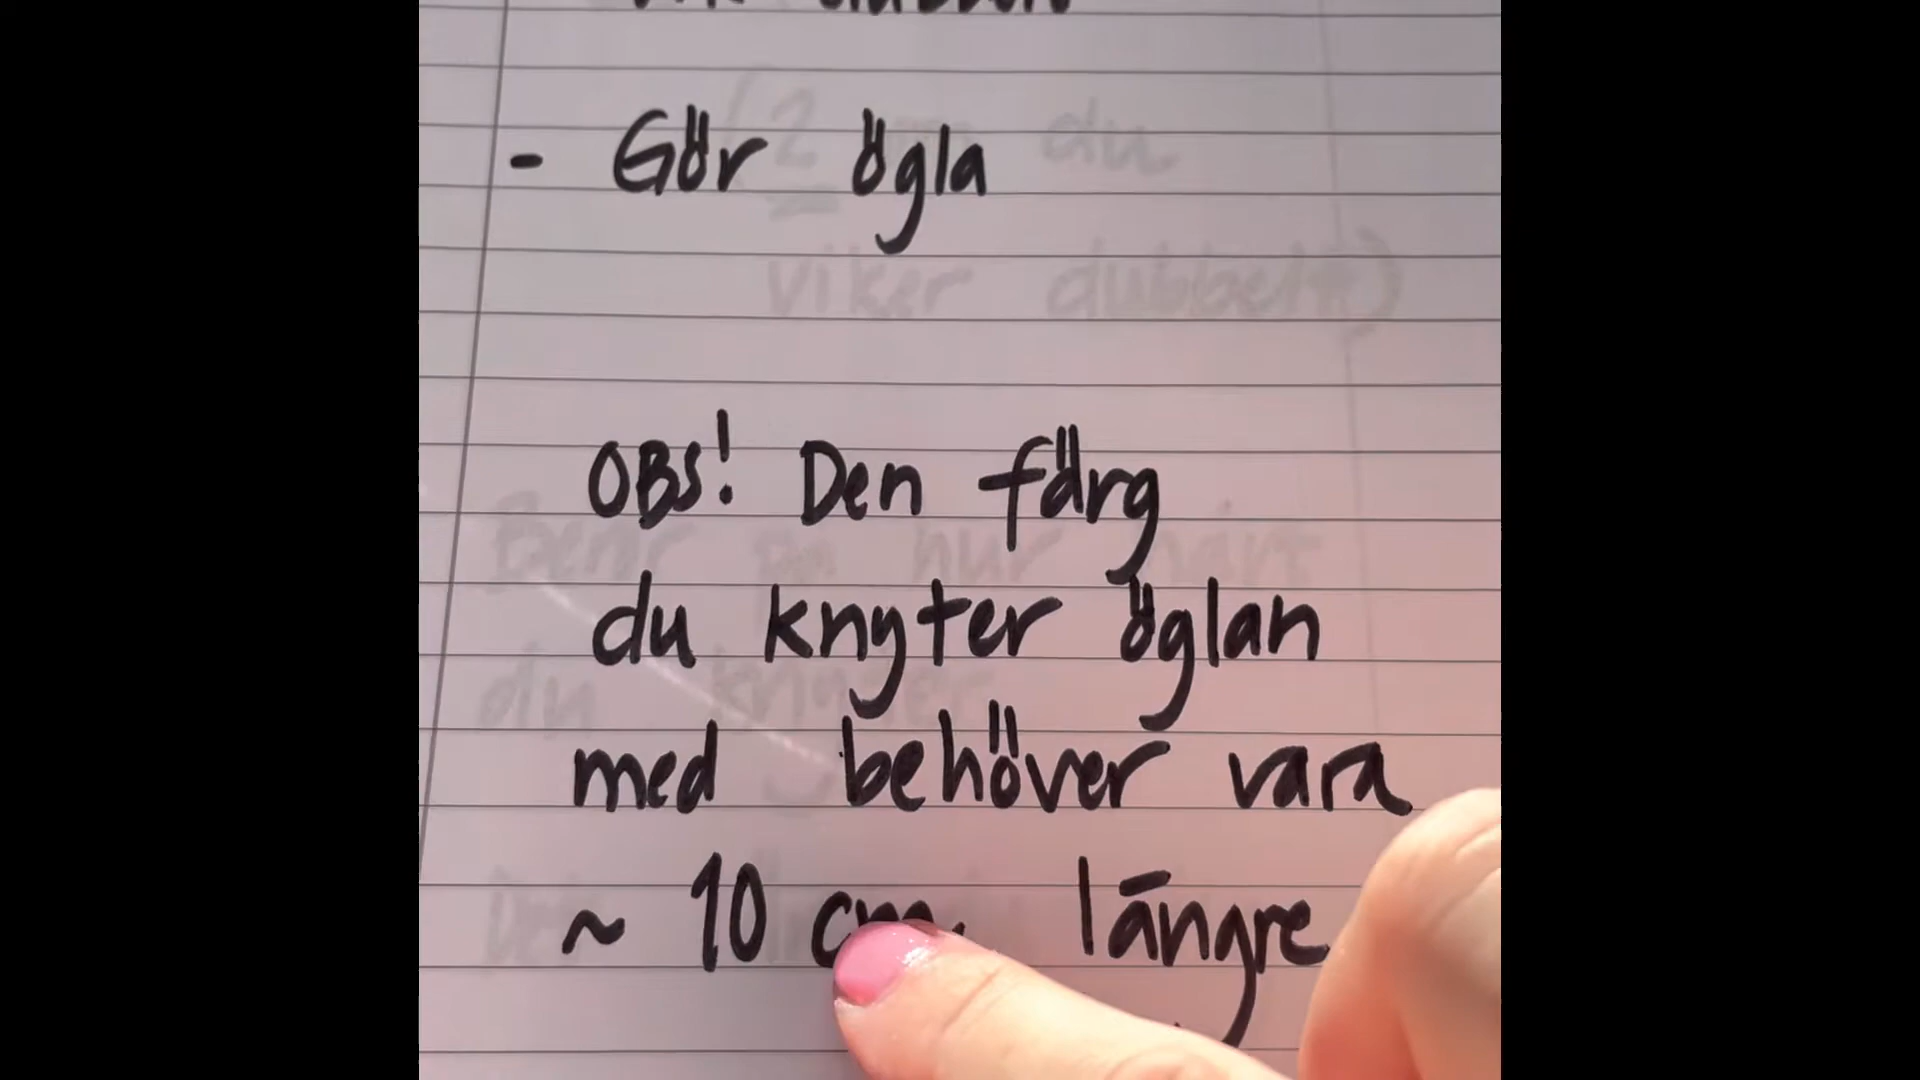 - Gör ögla
OBS! Den färg
du knyter öglan
med behöver vara
~ 10 cm längre